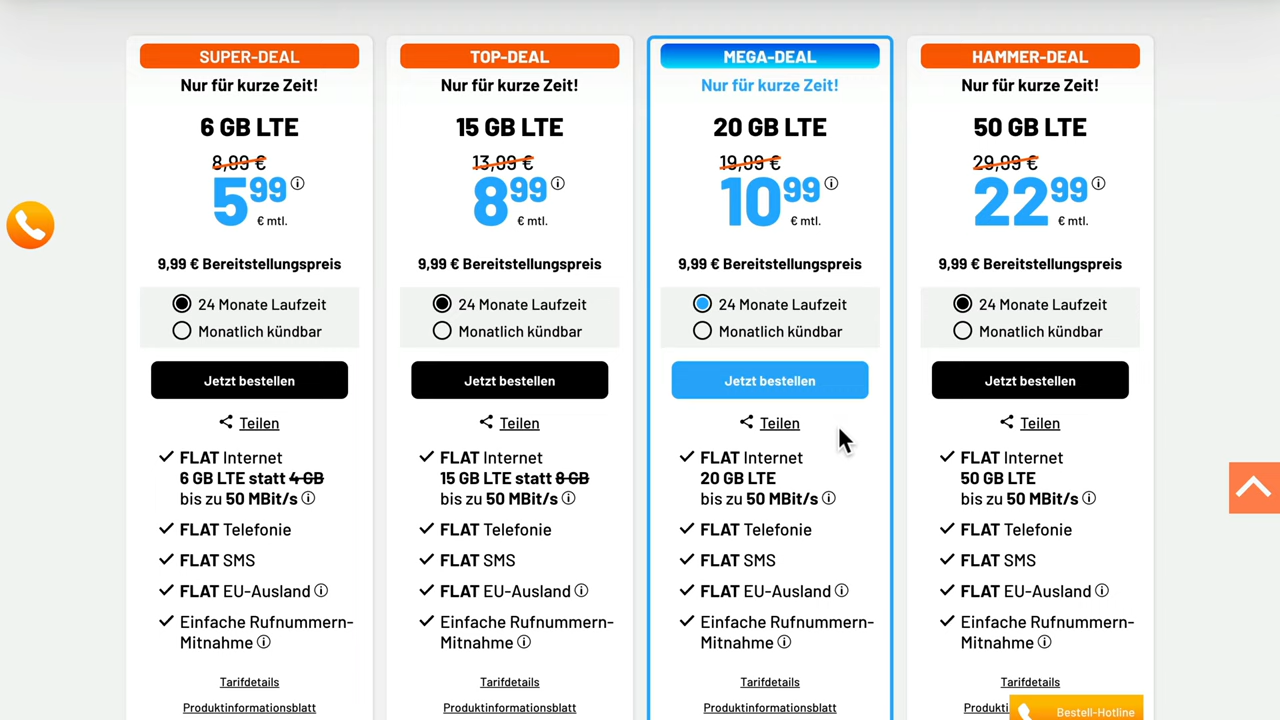 SUPER-DEAL
Nur für kurze Zeit!
6 GB LTE
8,99 €
599
€ mtl.
9,99 € Bereitstellungspreis
24 Monate Laufzeit
Monatlich kündbar
Jetzt bestellen
Teilen
FLAT Internet
6 GB LTE statt 4 GB
bis zu 50 MBit/s
FLAT Telefonie
FLAT SMS
FLAT EU-Ausland
Einfache Rufnummern-
Mitnahme
Tarifdetails
Produktinformationsblatt
TOP-DEAL
Nur für kurze Zeit!
15 GB LTE
13,99 €
899
€ mtl.
9,99 € Bereitstellungspreis
24 Monate Laufzeit
Monatlich kündbar
Jetzt bestellen
Teilen
FLAT Internet
15 GB LTE statt 8 GB
bis zu 50 MBit/s
FLAT Telefonie
FLAT SMS
FLAT EU-Ausland
Einfache Rufnummern-
Mitnahme
Tarifdetails
Produktinformationsblatt
MEGA-DEAL
Nur für kurze Zeit!
20 GB LTE
19,99 €
1099
€ mtl.
9,99 € Bereitstellungspreis
24 Monate Laufzeit
Monatlich kündbar
Jetzt bestellen
Teilen
FLAT Internet
20 GB LTE
bis zu 50 MBit/s
FLAT Telefonie
FLAT SMS
FLAT EU-Ausland
Einfache Rufnummern-
Mitnahme
Tarifdetails
Produktinformationsblatt
HAMMER-DEAL
Nur für kurze Zeit!
50 GB LTE
29,99 €
2299
€ mtl.
9,99 € Bereitstellungspreis
24 Monate Laufzeit
Monatlich kündbar
Jetzt bestellen
Teilen
FLAT Internet
50 GB LTE
bis zu 50 MBit/s
FLAT Telefonie
FLAT SMS
FLAT EU-Ausland
Einfache Rufnummern-
Mitnahme
Tarifdetails
Bestell-Hotline